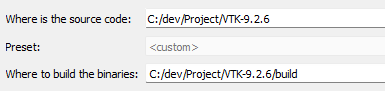 Where is the source code: C:/dev/Project/VTK-9.2.6
Preset: <custom>
Where to build the binaries: C:/dev/Project/VTK-9.2.6/build